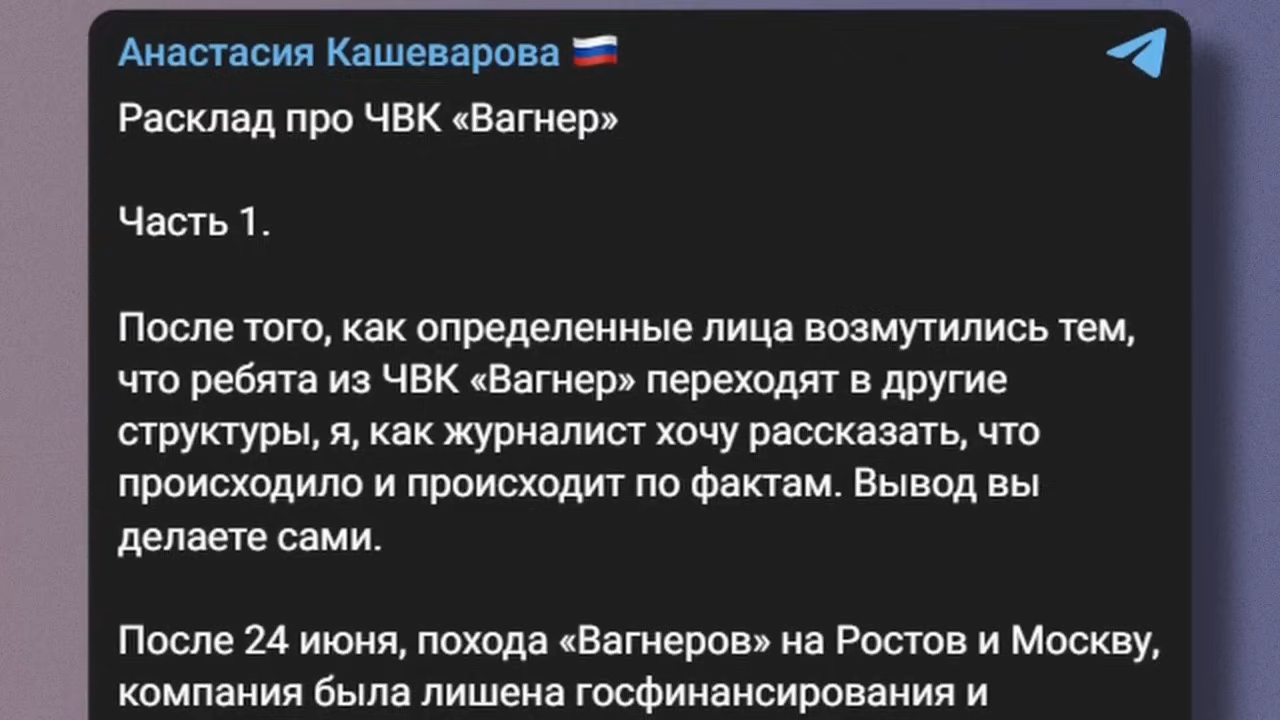 Анастасия Кашеварова 🇷🇺
Расклад про ЧВК «Вагнер»
Часть 1.
После того, как определенные лица возмутились тем,
что ребята из ЧВК «Вагнер» переходят в другие
структуры, я, как журналист хочу рассказать, что
происходило и происходит по фактам. Вывод вы
делаете сами.
После 24 июня, похода «Вагнеров» на Ростов и Москву,
компания была лишена госфинансирования и